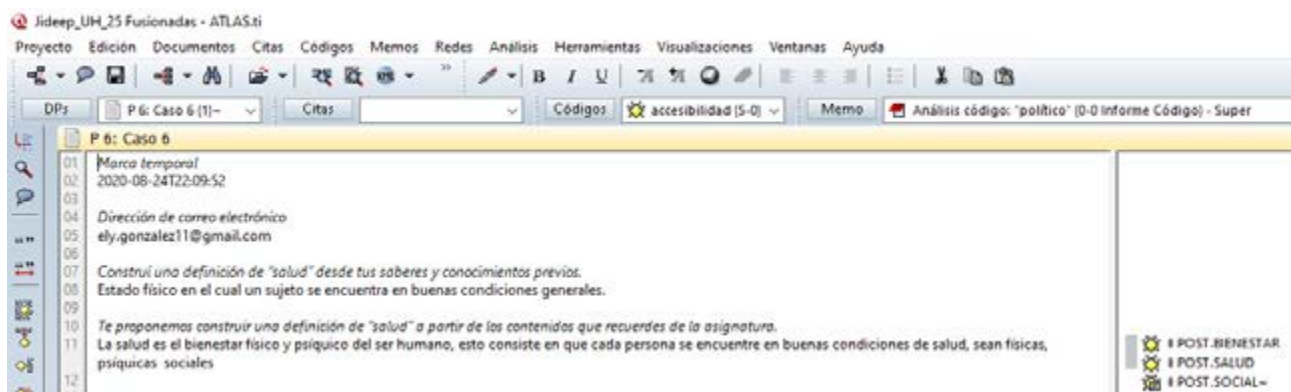 Jideep_UH_25 Fusionadas - ATLAS.ti
Proyecto Edición Documentos Citas Códigos Memos Redes Análisis Herramientas Visualizaciones Ventanas Ayuda
B I U
DPs P 6: Caso 6 {1}~ Citas Códigos accesibilidad {5-0} Memo Análisis código: "político" {0-0 Informe Código} - Super
P 6: Caso 6
01 Marca temporal
02 2020-08-24T22:09:52
03
04 Dirección de correo electrónico
05 ely.gonzalez11@gmail.com
06
07 Construí una definición de "salud" desde tus saberes y conocimientos previos.
08 Estado físico en el cual un sujeto se encuentra en buenas condiciones generales.
09
10 Te proponemos construir una definición de "salud" a partir de los contenidos que recuerdes de la asignatura.
11 La salud es el bienestar físico y psíquico del ser humano, esto consiste en que cada persona se encuentre en buenas condiciones de salud, sean físicas,
psíquicas sociales
12
# POST.BIENESTAR
# POST.SALUD
# POST.SOCIAL~